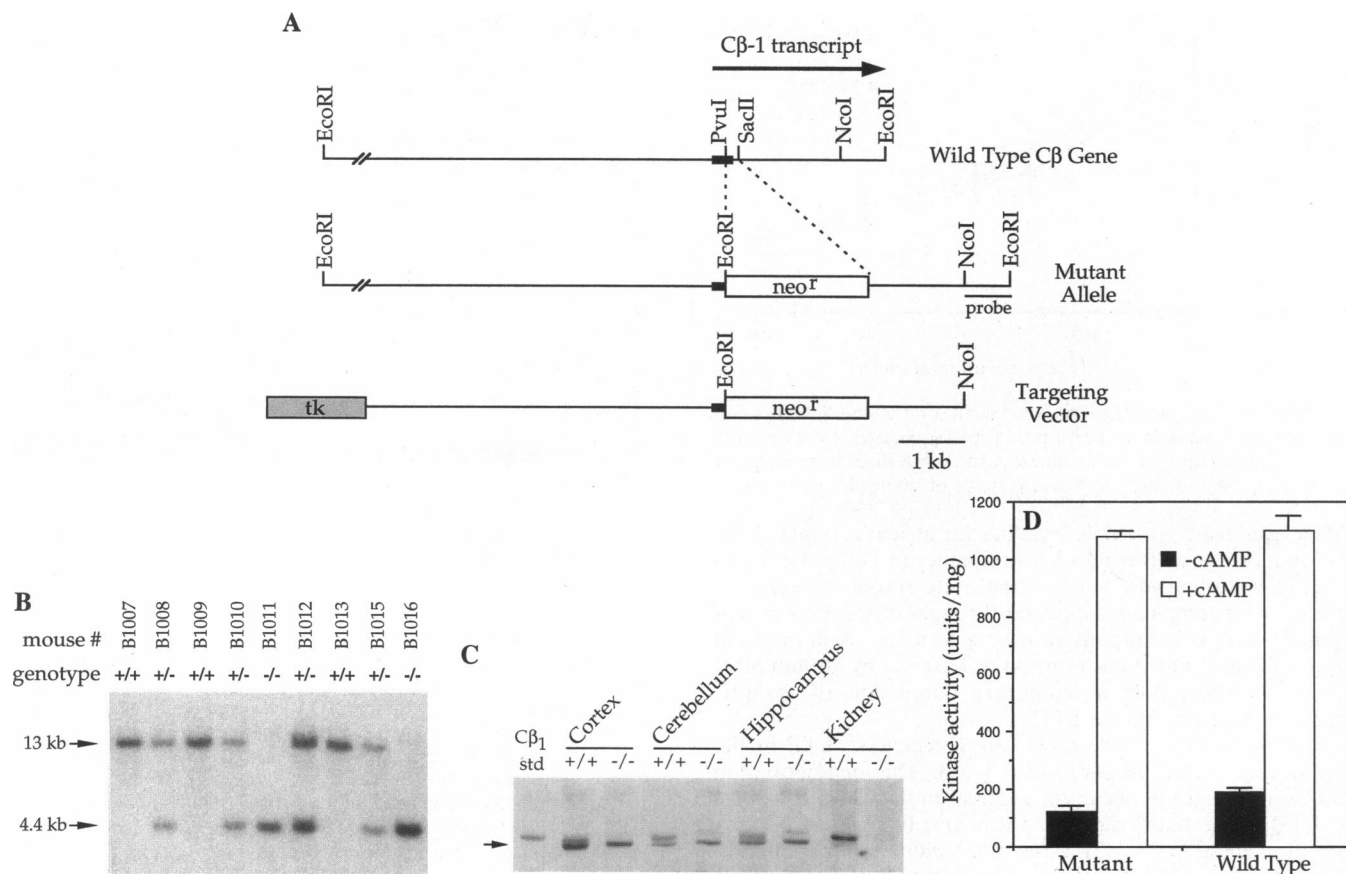 A
Cβ-1 transcript
EcoRI
PvuI
SacII
NcoI
EcoRI
Wild Type Cβ Gene
EcoRI
EcoRI
NcoI
EcoRI
neoʳ
probe
Mutant
Allele
EcoRI
NcoI
tk
neoʳ
Targeting
Vector
1 kb
B
mouse #
B1007
B1008
B1009
B1010
B1011
B1012
B1013
B1015
B1016
genotype
+/+ +/- +/+ +/- -/- +/- +/+ +/- -/-
13 kb
4.4 kb
C
Cβ₁
std
Cortex
Cerebellum
Hippocampus
Kidney
+/+ -/- +/+ -/- +/+ -/- +/+ -/-
D
Kinase activity (units/mg)
1200
1000
800
600
400
200
0
-cAMP
+cAMP
Mutant
Wild Type